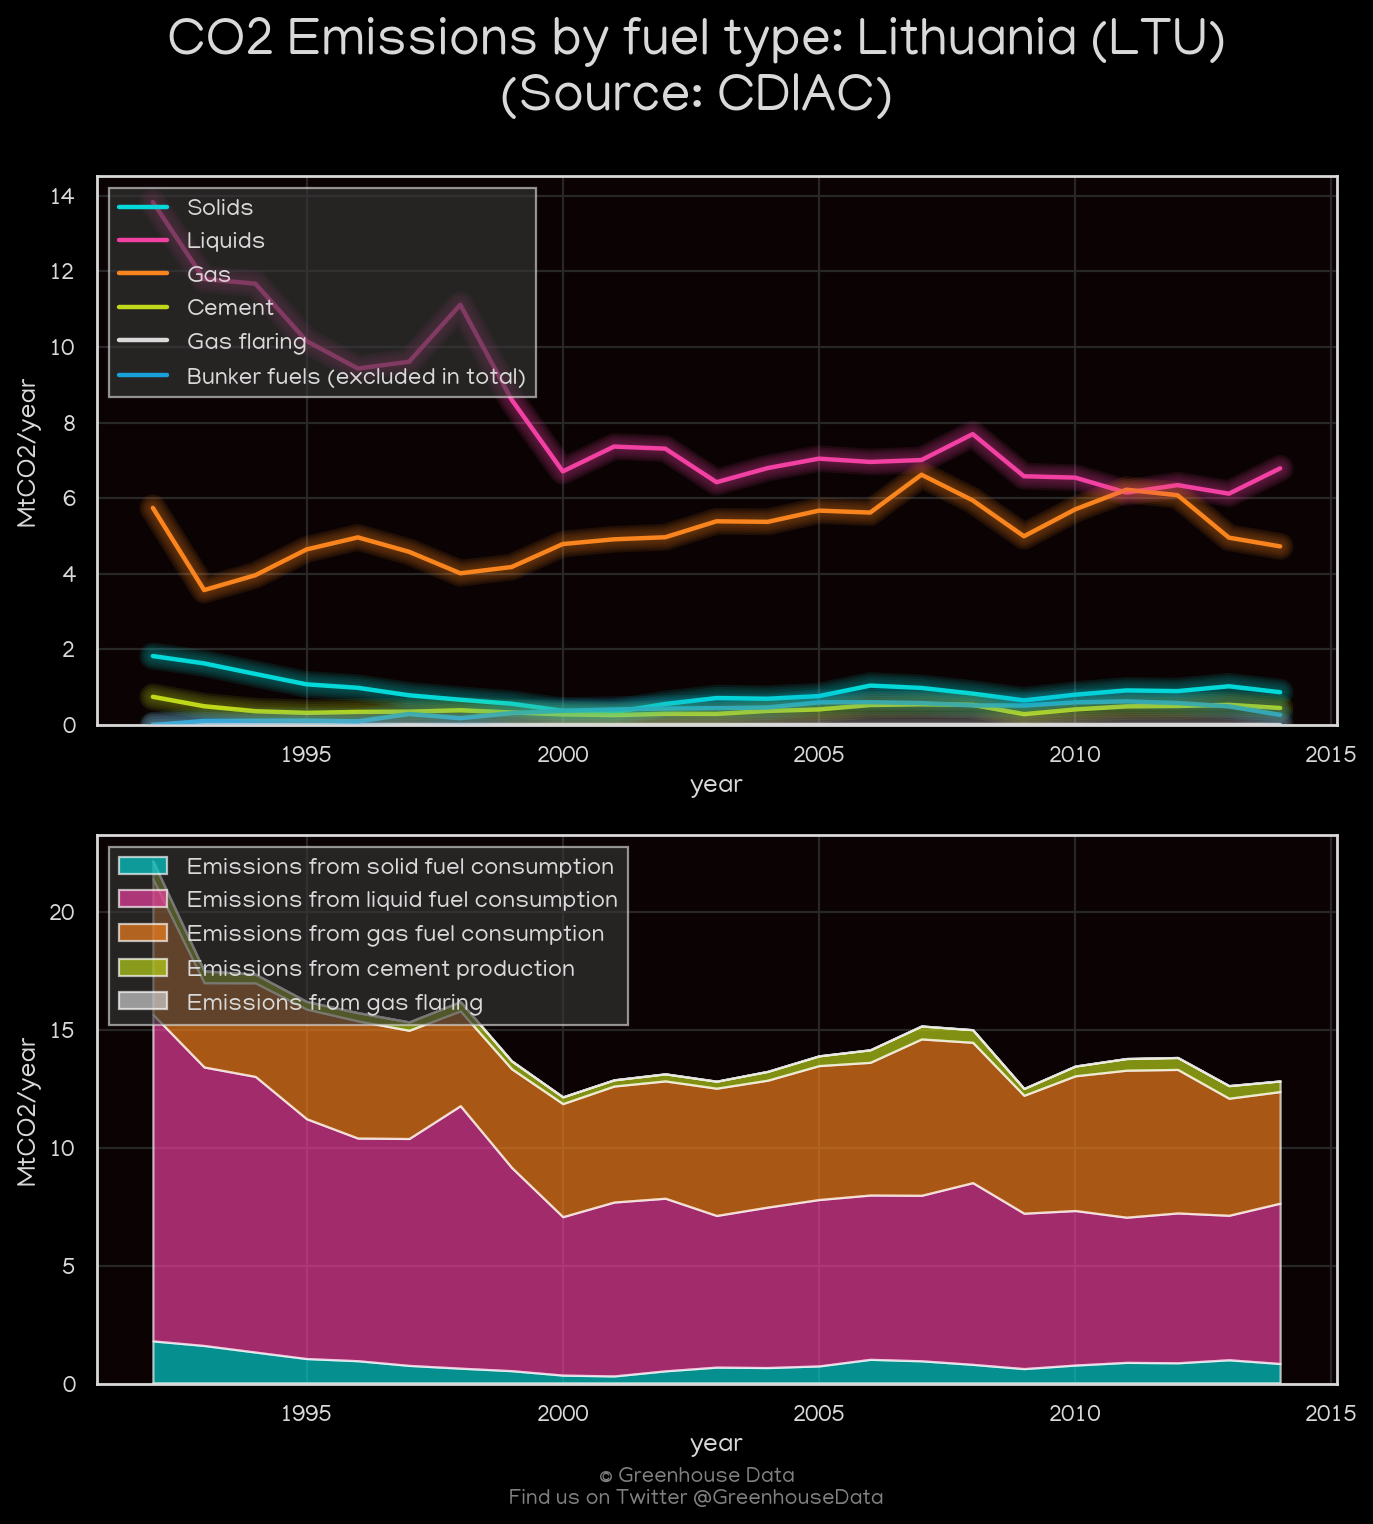 CO2 Emissions by fuel type: Lithuania (LTU)
(Source: CDIAC)
14
12
10
8
6
4
2
0
MtCO2/year
Solids
Liquids
Gas
Cement
Gas flaring
Bunker fuels (excluded in total)
1995
2000
2005
2010
2015
year
20
15
10
5
0
MtCO2/year
Emissions from solid fuel consumption
Emissions from liquid fuel consumption
Emissions from gas fuel consumption
Emissions from cement production
Emissions from gas flaring
1995
2000
2005
2010
2015
year
© Greenhouse Data
Find us on Twitter @GreenhouseData